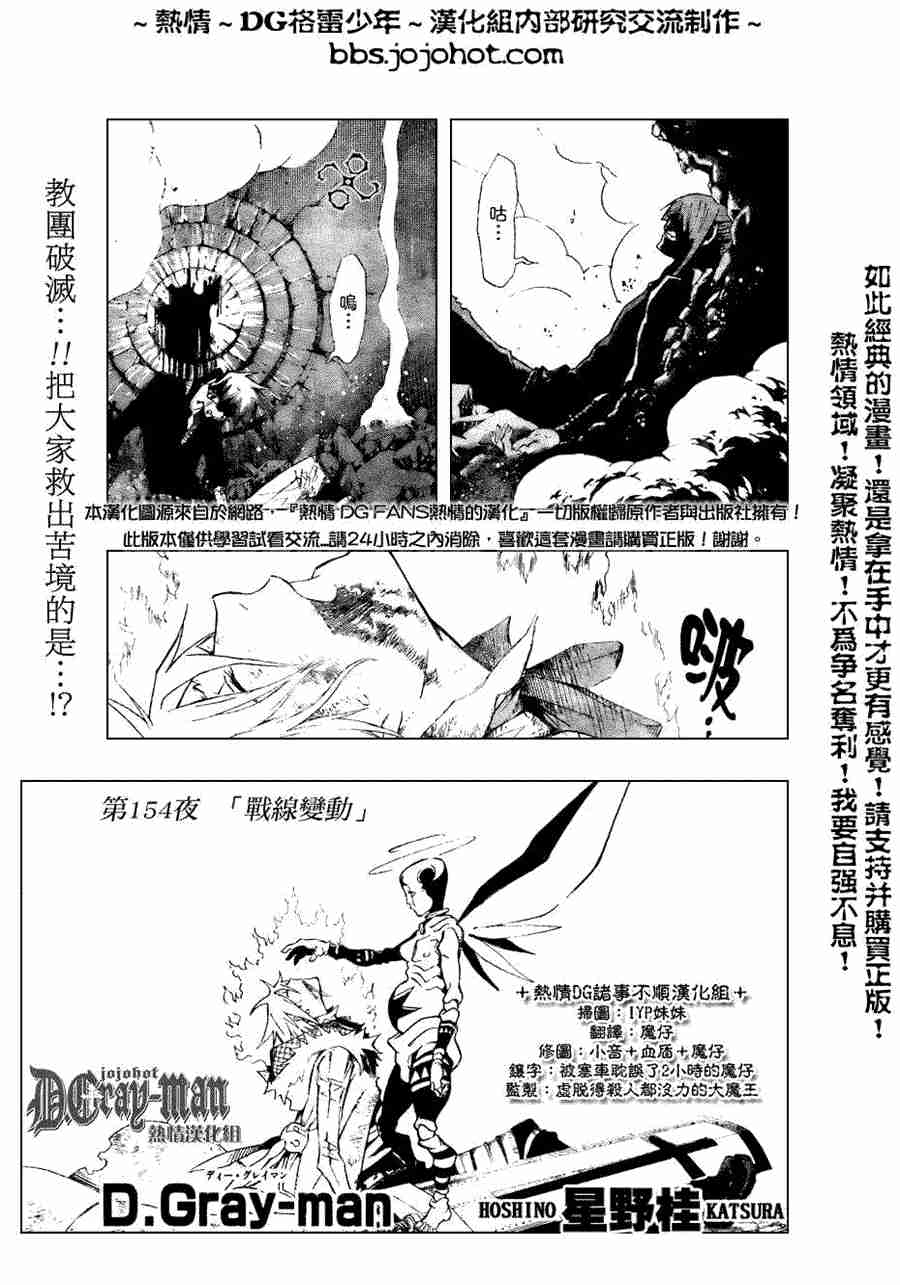 ~熱情~DG格雷少年~漢化組內部研究交流制作~
bbs.jojohot.com
咕…
嗚…
教團破滅…!!把大家救出苦境的是…!?
如此經典的漫畫!還是拿在手中才更有感覺!請支持并購買正版!
熱情領域!凝聚熱情!不爲爭名奪利!我要自强不息!
本漢化圖源來自於網路,『熱情 DG FANS熱情的漢化』一切版權歸原作者與出版社擁有!
此版本僅供學習試看交流...請24小時之內消除,喜歡這套漫畫請購買正版!謝謝。
啵…
第154夜 「戰線變動」
+熱情DG諸事不順漢化組+
掃圖:IYP妹妹
翻譯:魔仔
修圖:小音+血盾+魔仔
鑲字:被塞車耽誤了2小時的魔仔
監製:虛脫得殺人都没力的大魔王
jojohot
D.Gray-man
熱情漢化組
ディー・グレイマン
D.Gray-man
HOSHINO 星野桂 KATSURA